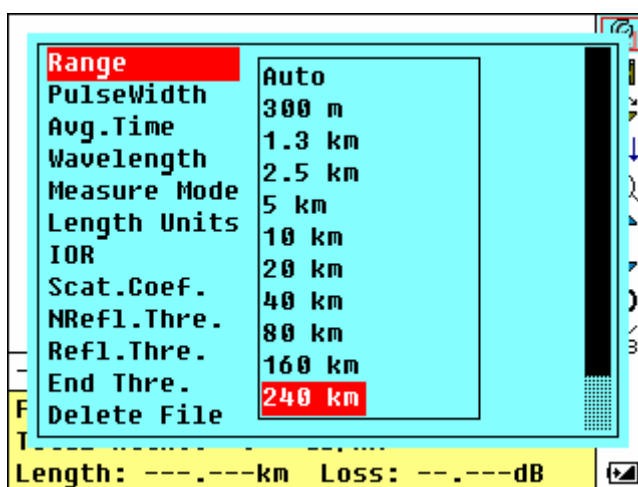 Range
PulseWidth
Avg.Time
Wavelength
Measure Mode
Length Units
IOR
Scat.Coef.
NRefl.Thre.
Refl.Thre.
End Thre.
Delete File
Auto
300 m
1.3 km
2.5 km
5 km
10 km
20 km
40 km
80 km
160 km
240 km
Length: ---.---km Loss: --.---dB